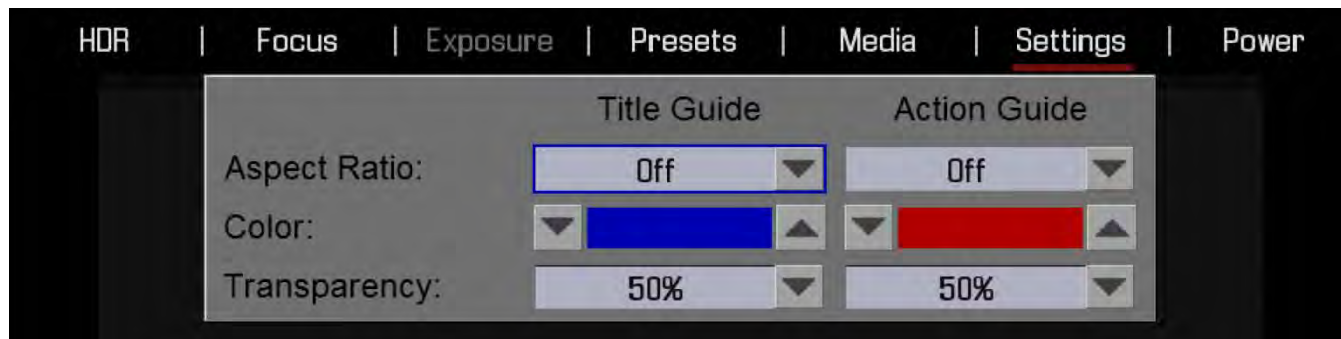 HDR | Focus | Exposure | Presets | Media | Settings | Power
Title Guide Action Guide
Aspect Ratio: Off Off
Color:
Transparency: 50% 50%